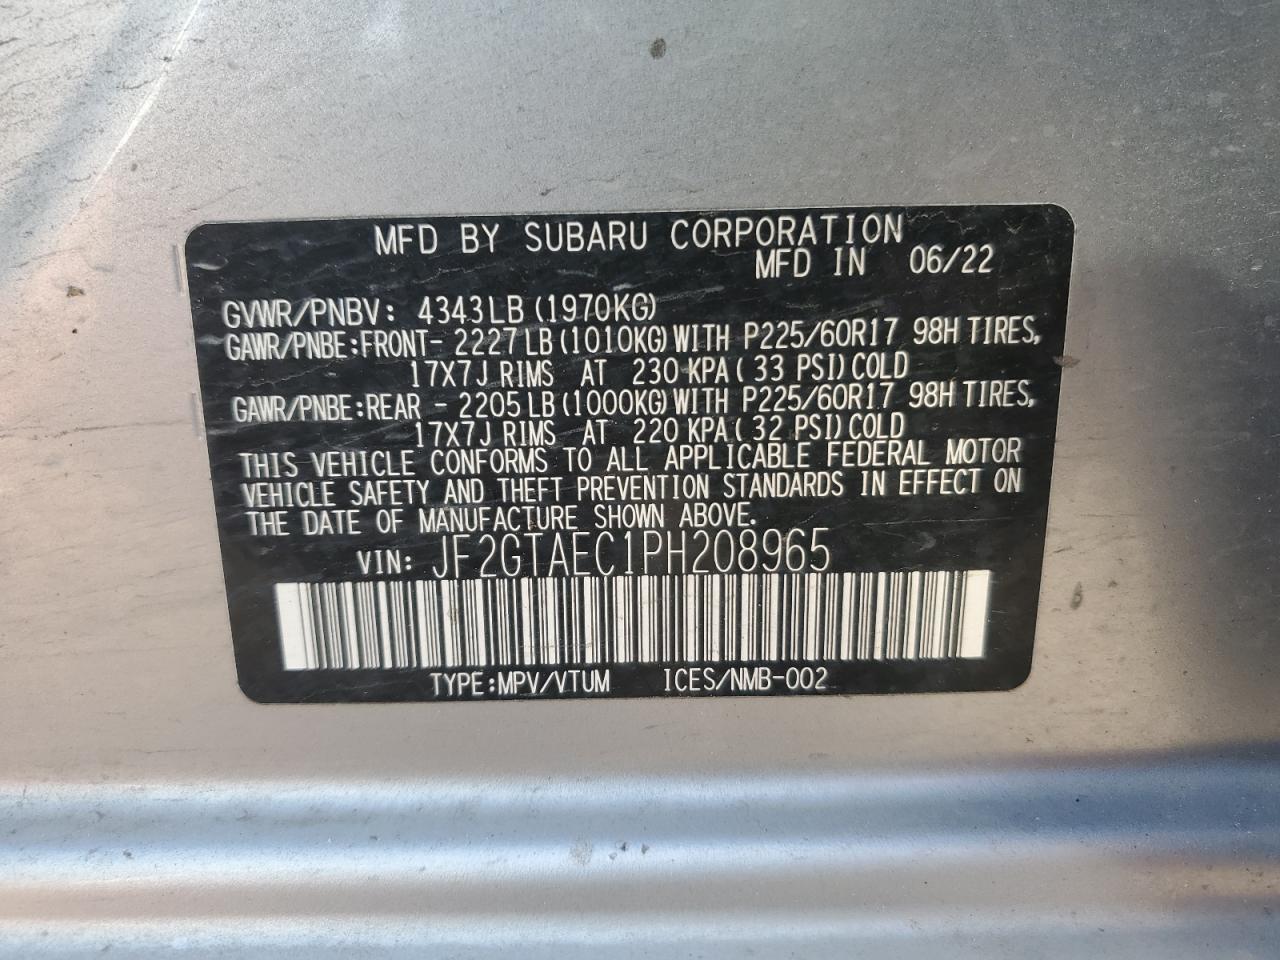 MFD BY SUBARU CORPORATION
MFD IN 06/22
GVWR/PNBV: 4343LB (1970KG)
GAWR/PNBE:FRONT- 2227LB (1010KG) WITH P225/60R17 98H TIRES,
17X7J RIMS AT 230 KPA( 33 PSI) COLD
GAWR/PNBE:REAR - 2205LB (1000KG) WITH P225/60R17 98H TIRES,
17X7J RIMS AT 220 KPA( 32 PSI) COLD
THIS VEHICLE CONFORMS TO ALL APPLICABLE FEDERAL MOTOR
VEHICLE SAFETY AND THEFT PREVENTION STANDARDS IN EFFECT ON
THE DATE OF MANUFACTURE SHOWN ABOVE.
VIN: JF2GTAEC1PH208965
TYPE:MPV/VTUM ICES/NMB-002